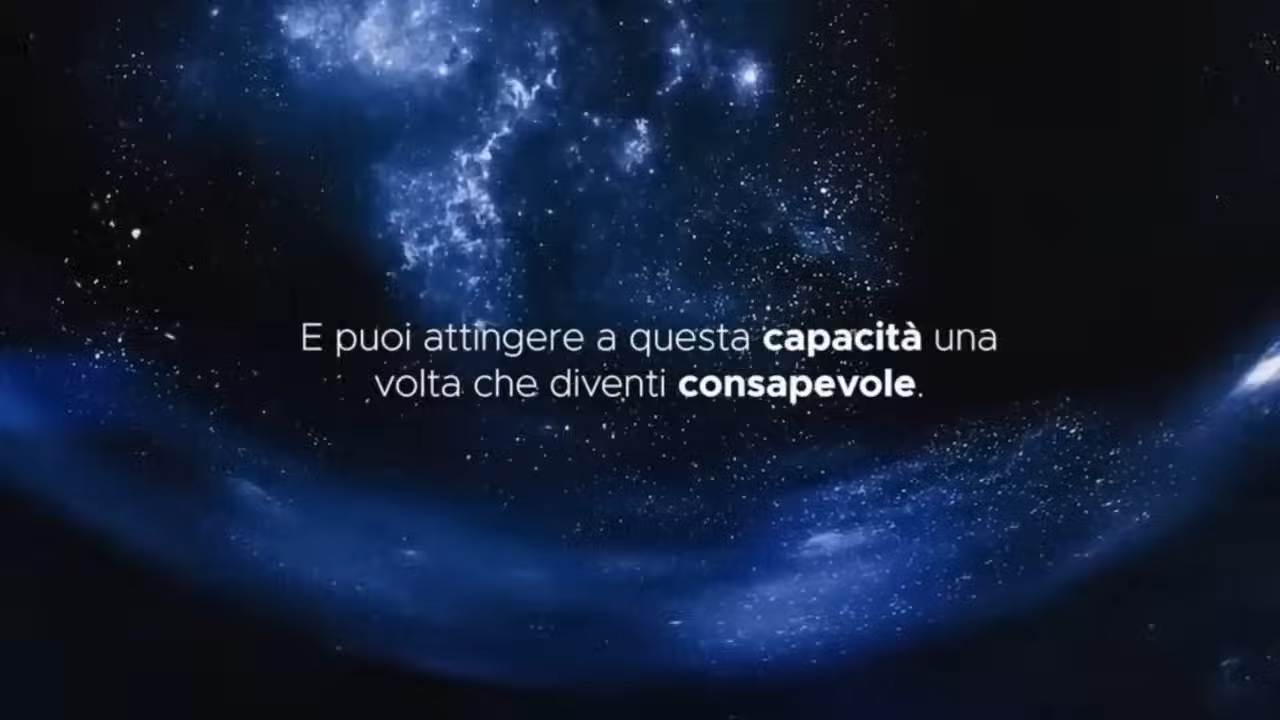 E puoi attingere a questa capacità una
volta che diventi consapevole.